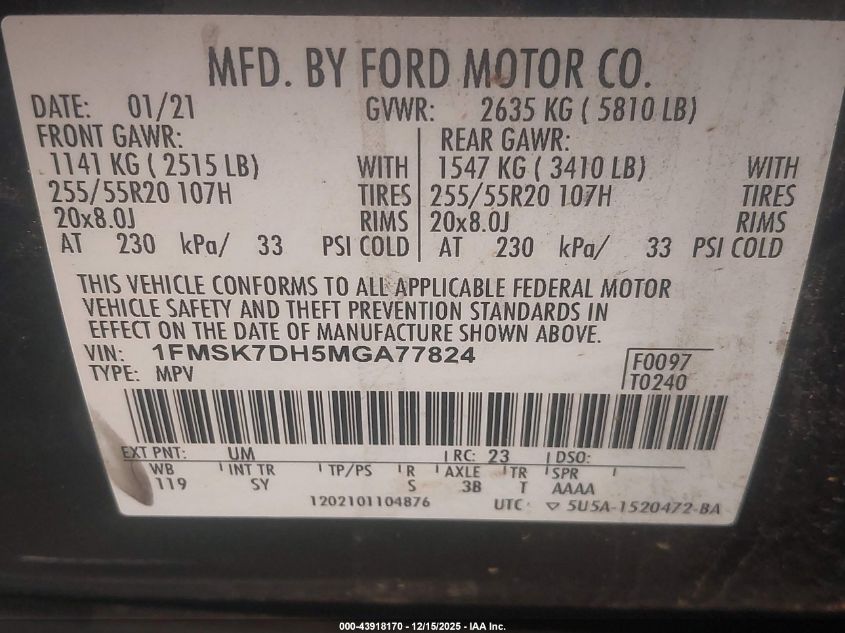 MFD. BY FORD MOTOR CO.
DATE: 01/21 GVWR: 2635 KG ( 5810 LB)
FRONT GAWR: REAR GAWR:
1141 KG ( 2515 LB) WITH 1547 KG ( 3410 LB) WITH
255/55R20 107H TIRES 255/55R20 107H TIRES
20x8.0J RIMS 20x8.0J RIMS
AT 230 kPa/ 33 PSI COLD AT 230 kPa/ 33 PSI COLD
THIS VEHICLE CONFORMS TO ALL APPLICABLE FEDERAL MOTOR
VEHICLE SAFETY AND THEFT PREVENTION STANDARDS IN
EFFECT ON THE DATE OF MANUFACTURE SHOWN ABOVE.
VIN: 1FMSK7DH5MGA77824 F0097
TYPE: MPV T0240
EXT PNT: UM RC: 23 DSO:
WB INT TR TP/PS R AXLE TR SPR
119 SY S 3B T AAAA
1202101104876 UTC ▽ 5U5A-1520472-BA
000-43918170 - 12/15/2025 - IAA Inc.